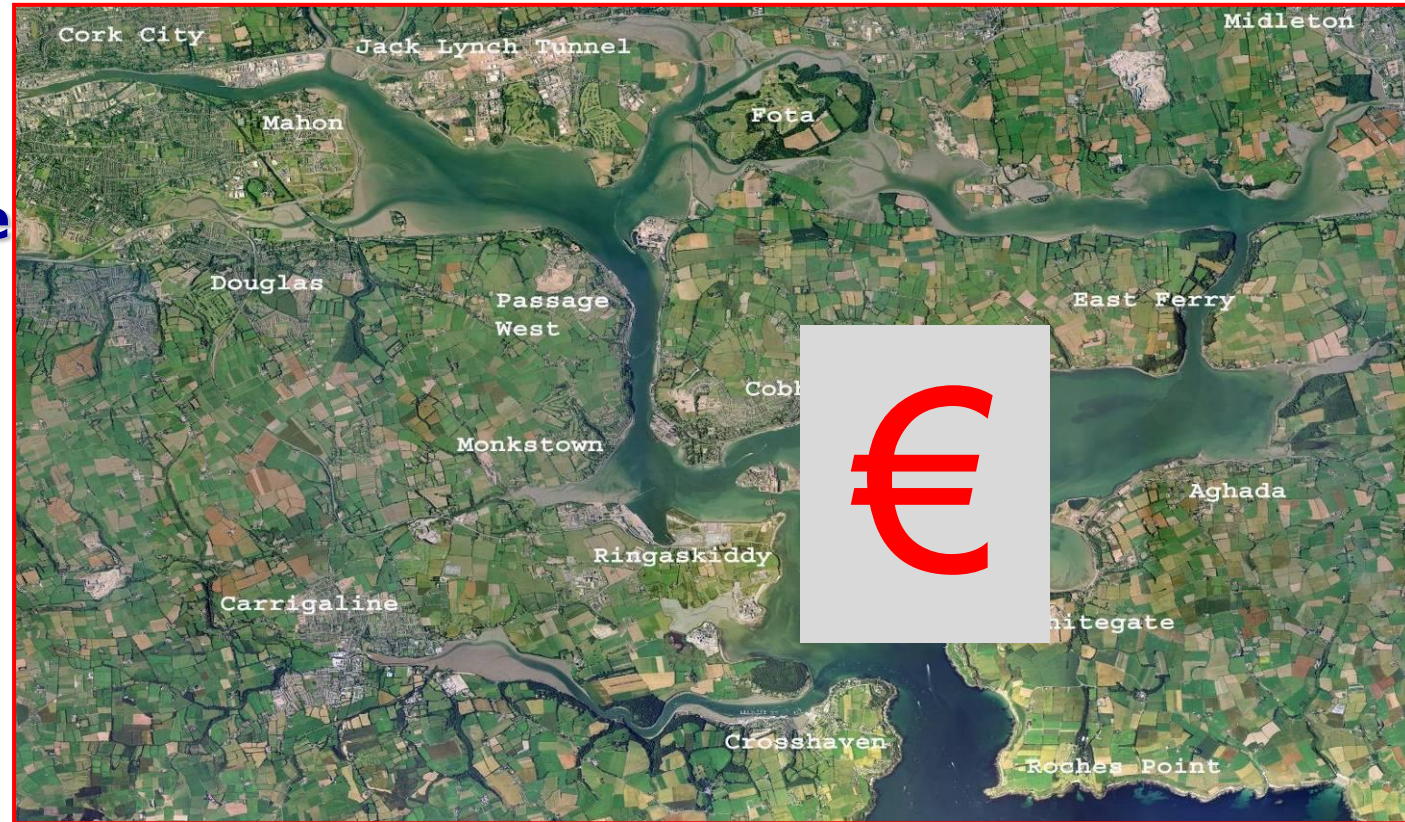 Midleton
Cork City
Jack Lynch Tunnel
Fota
Mahon
e
Douglas
Passage
West
East Ferry
Cobh
€
Monkstown
Aghada
Ringaskiddy
Carrigaline
hitegate
Crosshaven
Roches Point